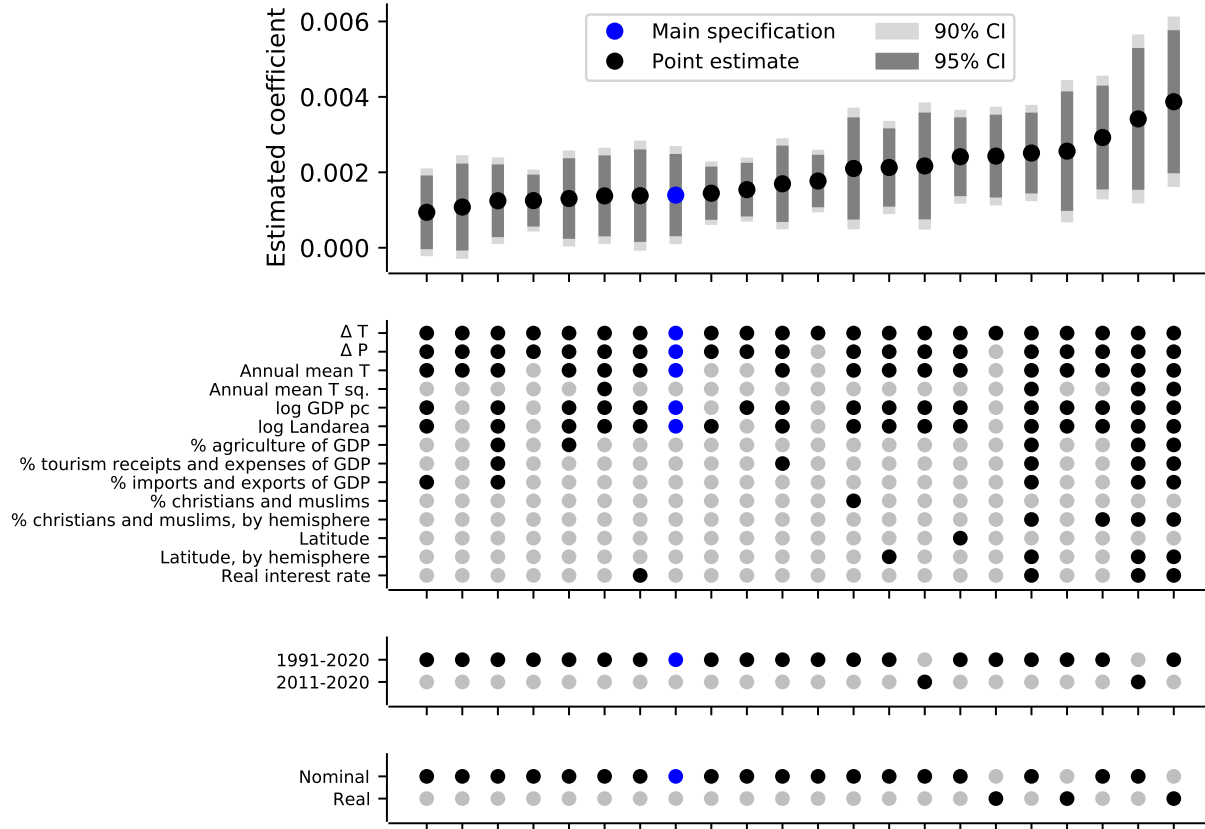 Estimated coefficient
0.006
0.004
0.002
0.000
Main specification
Point estimate
90% CI
95% CI
Δ T
Δ P
Annual mean T
Annual mean T sq.
log GDP pc
log Landarea
% agriculture of GDP
% tourism receipts and expenses of GDP
% imports and exports of GDP
% christians and muslims
% christians and muslims, by hemisphere
Latitude
Latitude, by hemisphere
Real interest rate
1991-2020
2011-2020
Nominal
Real